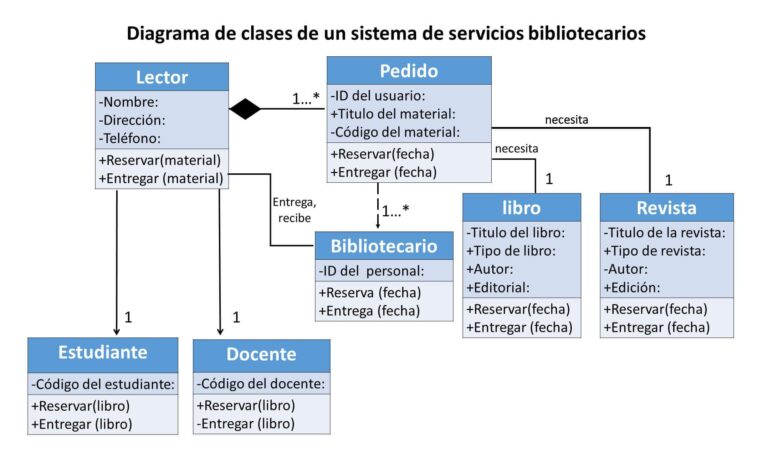 Diagrama de clases de un sistema de servicios bibliotecarios
Lector
-Nombre:
-Dirección:
-Teléfono:
+Reservar(material)
+Entregar (material)
1...*
Pedido
-ID del usuario:
+Titulo del material:
-Código del material:
+Reservar(fecha)
+Entregar (fecha)
necesita
necesita
1
1
Entrega,
recibe
1...*
Bibliotecario
-ID del  personal:
+Reserva (fecha)
+Entrega (fecha)
libro
-Titulo del libro:
+Tipo de libro:
+Autor:
+Editorial:
+Reservar(fecha)
+Entregar (fecha)
Revista
-Titulo de la revista:
+Tipo de revista:
-Autor:
+Edición:
+Reservar(fecha)
+Entregar (fecha)
1
1
Estudiante
-Código del estudiante:
+Reservar(libro)
+Entregar (libro)
Docente
-Código del docente:
+Reservar(libro)
-Entregar (libro)